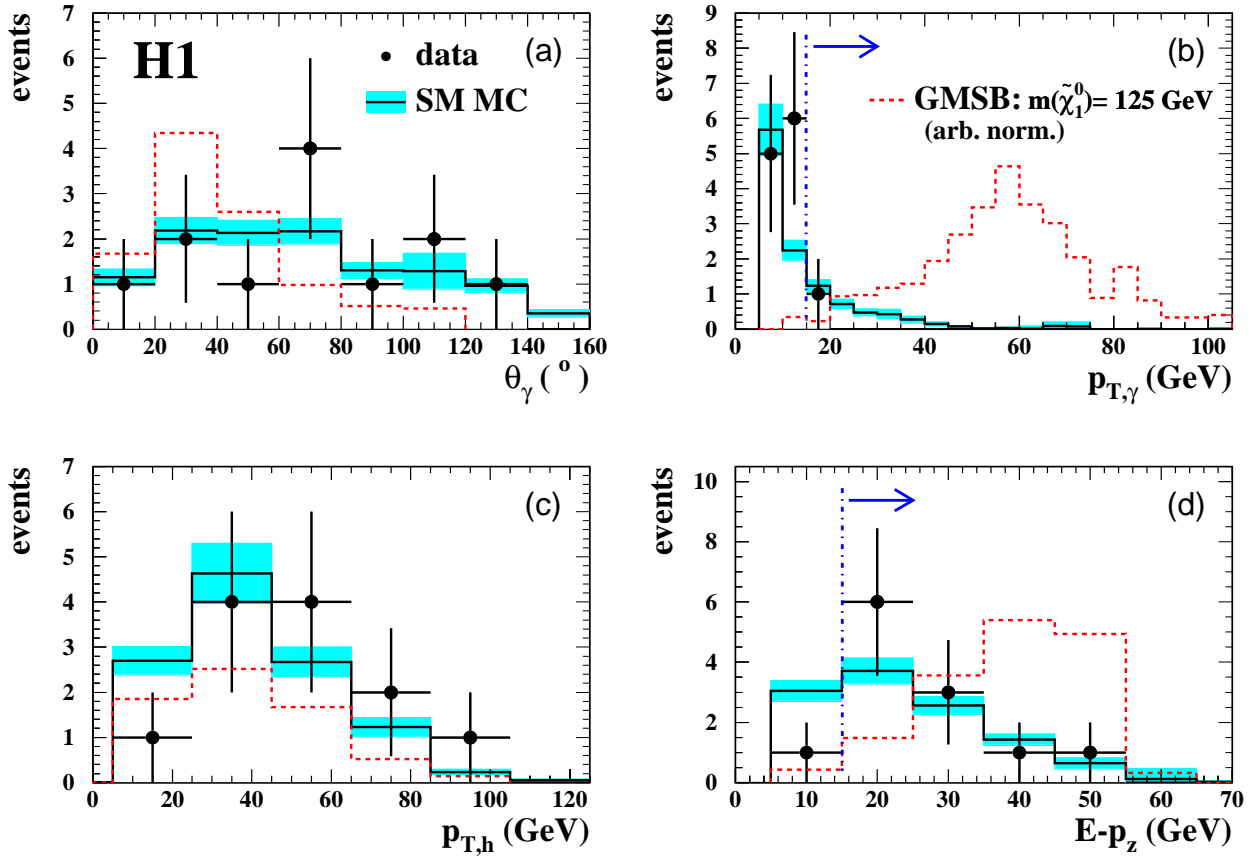 events
H1
data
SM MC
(a)
7
6
5
4
3
2
1
0
0 20 40 60 80 100 120 140 160
θγ ( °)
events
(b)
GMSB: m(χ̃₁⁰)= 125 GeV
(arb. norm.)
9
8
7
6
5
4
3
2
1
0
0 20 40 60 80 100
pT,γ (GeV)
events
(c)
7
6
5
4
3
2
1
0
0 20 40 60 80 100 120
pT,h (GeV)
events
(d)
10
8
6
4
2
0
0 10 20 30 40 50 60 70
E-pz (GeV)